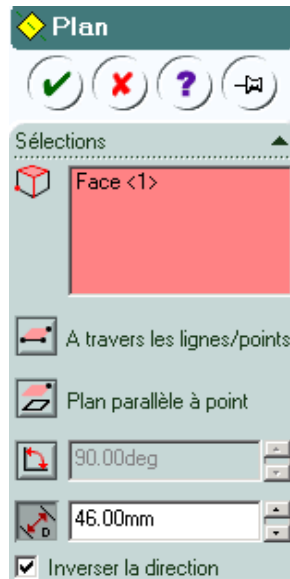 Plan
?
Sélections
Face <1>
A travers les lignes/points
Plan parallèle à point
90.00deg
D
46.00mm
Inverser la direction